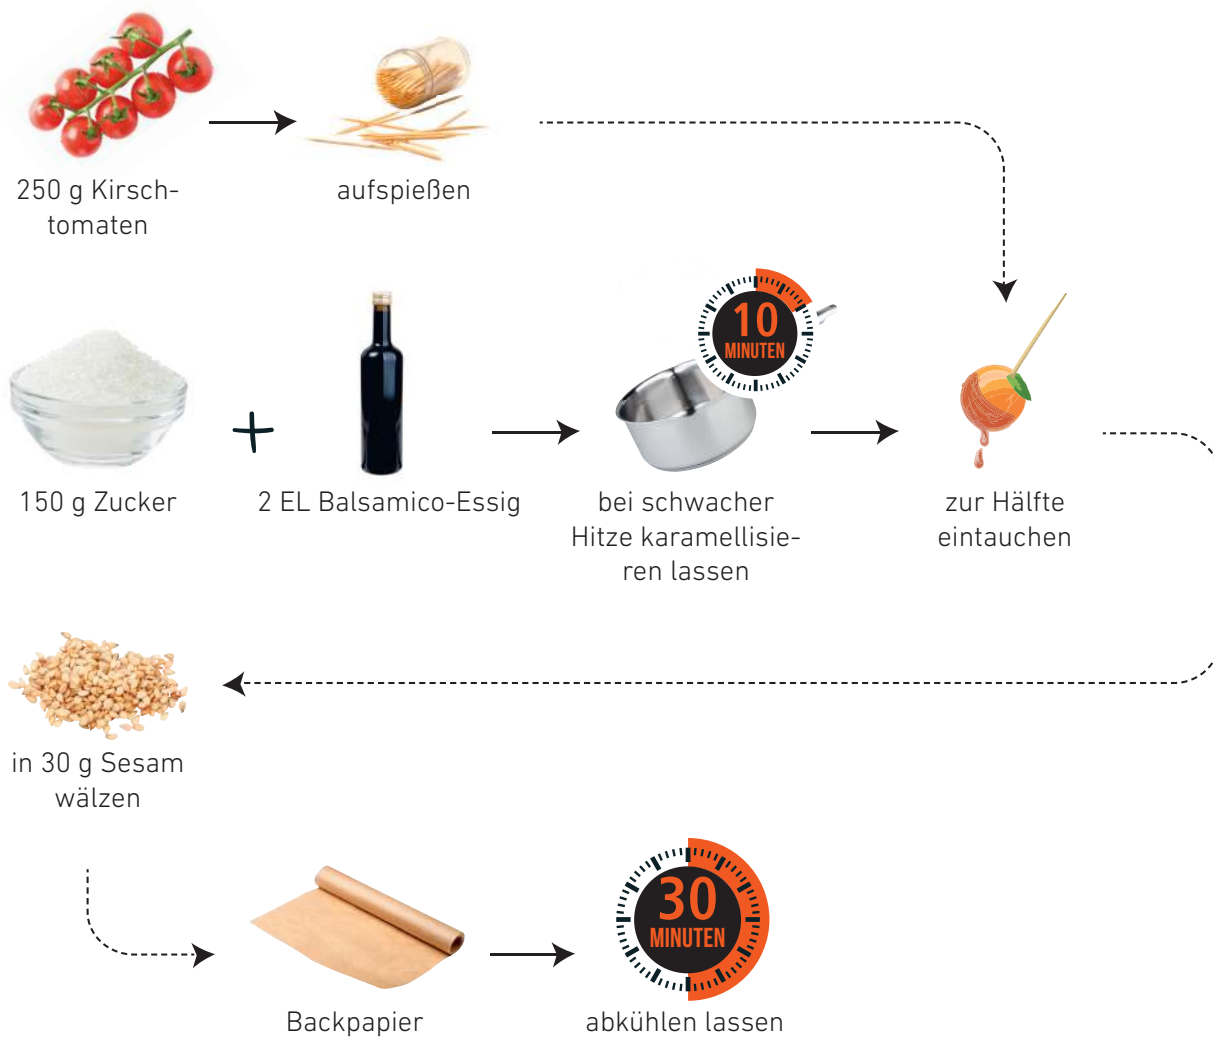 250 g Kirsch-
tomaten
aufspießen
10
MINUTEN
150 g Zucker
2 EL Balsamico-Essig
bei schwacher
Hitze karamellisie-
ren lassen
zur Hälfte
eintauchen
in 30 g Sesam
wälzen
Backpapier
30
MINUTEN
abkühlen lassen